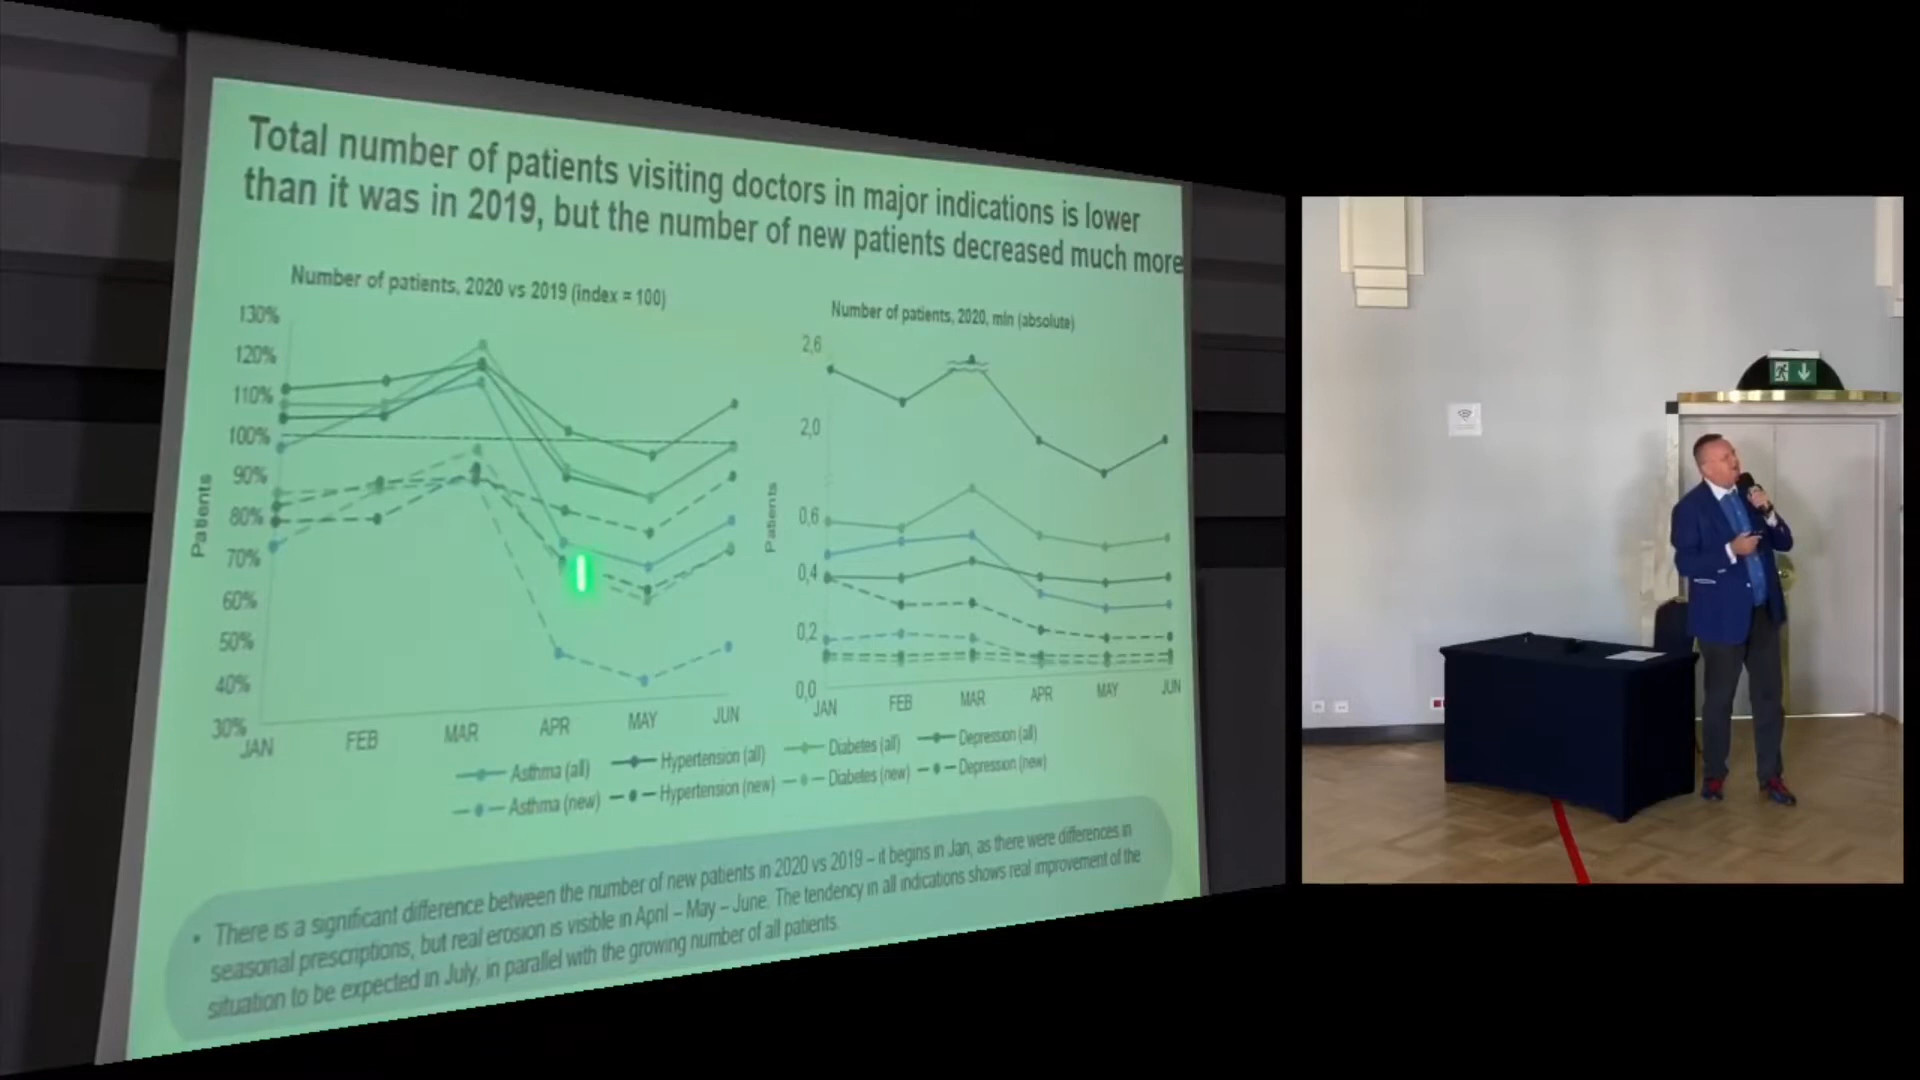 Total number of patients visiting doctors in major indications is lower
than it was in 2019, but the number of new patients decreased much more
Number of patients, 2020 vs 2019 (index = 100)
130%
120%
110%
100%
90%
80%
70%
60%
50%
40%
30%
Patients
JAN FEB MAR APR MAY JUN
Number of patients, 2020, mln (absolute)
2,6
2,0
0,6
0,4
0,2
0,0
Patients
JAN FEB MAR APR MAY JUN
Asthma (all) Hypertension (all) Diabetes (all) Depression (all)
Asthma (new) Hypertension (new) Diabetes (new) Depression (new)
• There is a significant difference between the number of new patients in 2020 vs 2019 – it begins in Jan, as there were differences in
seasonal prescriptions, but real erosion is visible in April – May – June. The tendency in all indications shows real improvement of the
situation to be expected in July, in parallel with the growing number of all patients.